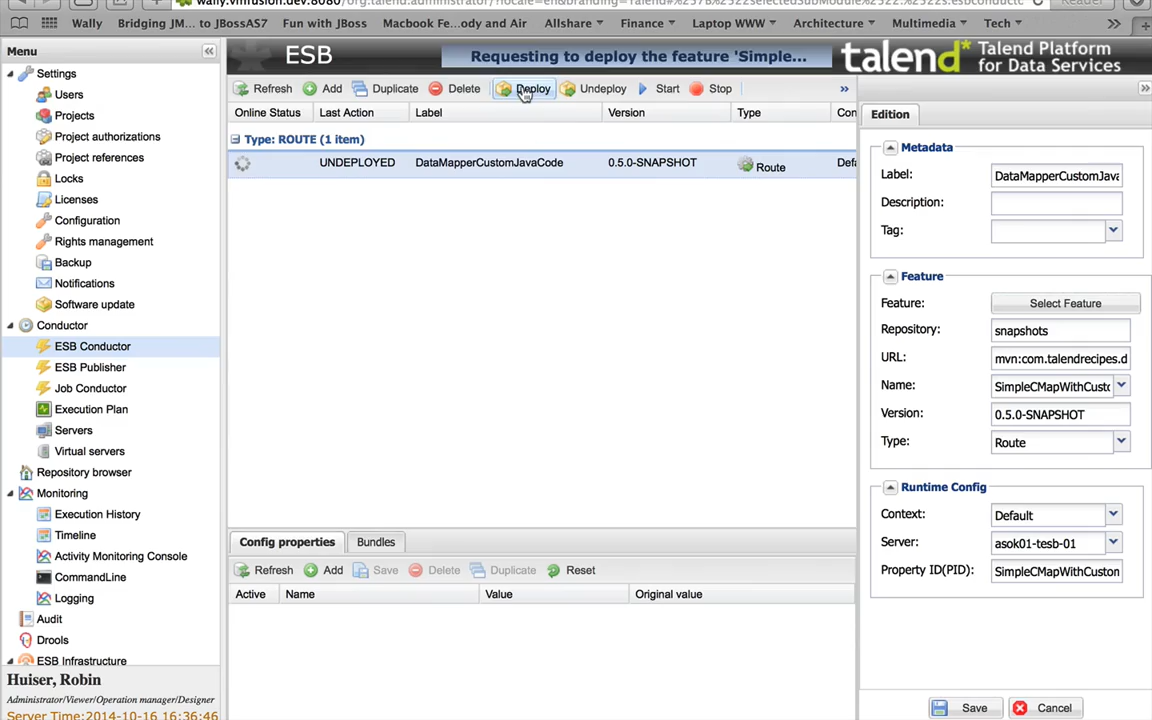 wally.vmfusion.dev:8080/org.talend.administrator/
Reader
Wally Bridging JM... to JBossAS7 Fun with JBoss Macbook Fe...ody and Air Allshare Finance Laptop WWW Architecture Multimedia Tech
Menu
ESB
Requesting to deploy the feature 'Simple...
talend* Talend Platform
for Data Services
Refresh Add Duplicate Delete Deploy Undeploy Start Stop
Online Status Last Action Label Version Type Con
Type: ROUTE (1 item)
UNDEPLOYED DataMapperCustomJavaCode 0.5.0-SNAPSHOT Route Defa
Settings
Users
Projects
Project authorizations
Project references
Locks
Licenses
Configuration
Rights management
Backup
Notifications
Software update
Conductor
ESB Conductor
ESB Publisher
Job Conductor
Execution Plan
Servers
Virtual servers
Repository browser
Monitoring
Execution History
Timeline
Activity Monitoring Console
CommandLine
Logging
Audit
Drools
ESB Infrastructure
Huiser, Robin
Administrator/Viewer/Operation manager/Designer
Server Time:2014-10-16 16:36:46
Config properties Bundles
Refresh Add Save Delete Duplicate Reset
Active Name Value Original value
Edition
Metadata
Label: DataMapperCustomJava
Description:
Tag:
Feature
Feature: Select Feature
Repository: snapshots
URL: mvn:com.talendrecipes.d
Name: SimpleCMapWithCusto
Version: 0.5.0-SNAPSHOT
Type: Route
Runtime Config
Context: Default
Server: asok01-tesb-01
Property ID(PID): SimpleCMapWithCustom
Save Cancel